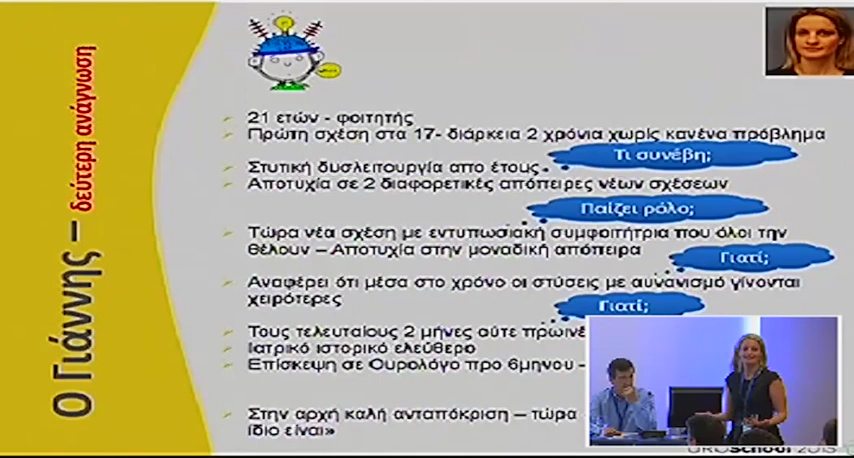 Ο Γιάννης – δεύτερη ανάγνωση
21 ετών - φοιτητής
Πρώτη σχέση στα 17- διάρκεια 2 χρόνια χωρίς κανένα πρόβλημα
Τι συνέβη;
Στυτική δυσλειτουργία απο έτους
Αποτυχία σε 2 διαφορετικές απόπειρες νέων σχέσεων
Παίζει ρόλο;
Τώρα νέα σχέση με εντυπωσιακή συμφοιτήτρια που όλοι την
θέλουν – Αποτυχία στην μοναδική απόπειρα
Γιατί;
Αναφέρει ότι μέσα στο χρόνο οι στύσεις με αυνανισμό γίνονται
χειρότερες
Γιατί;
Τους τελευταίους 2 μήνες ούτε πρωινέ
Ιατρικό ιστορικό ελεύθερο
Επίσκεψη σε Ουρολόγο προ 6μηνου –
Στην αρχή καλή ανταπόκριση – τώρα
ίδιο είναι»
UROSchool 2013